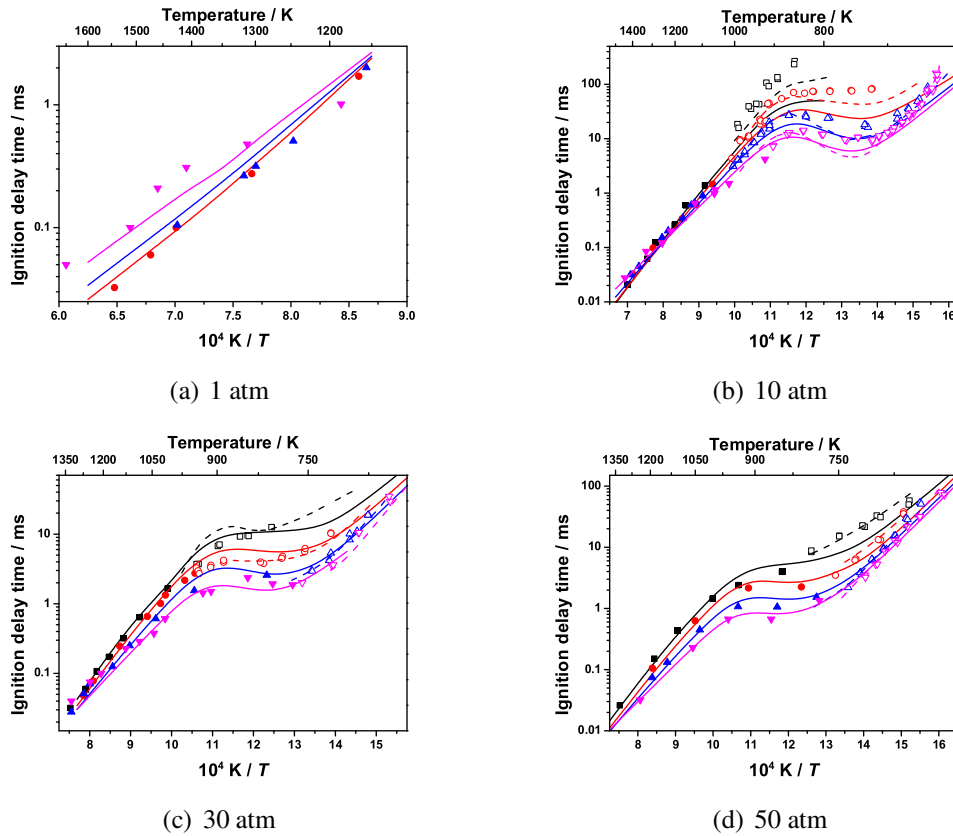 Temperature / K
Temperature / K
1600 1500 1400 1300 1200
1400 1200 1000 800
Ignition delay time / ms
1
0.1
6.0 6.5 7.0 7.5 8.0 8.5 9.0
10⁴ K / T
Ignition delay time / ms
100
10
1
0.1
0.01
7 8 9 10 11 12 13 14 15 16
10⁴ K / T
(a) 1 atm
(b) 10 atm
Temperature / K
Temperature / K
1350 1200 1050 900 750
1350 1200 1050 900 750
Ignition delay time / ms
10
1
0.1
8 9 10 11 12 13 14 15
10⁴ K / T
Ignition delay time / ms
100
10
1
0.1
0.01
8 9 10 11 12 13 14 15 16
10⁴ K / T
(c) 30 atm
(d) 50 atm